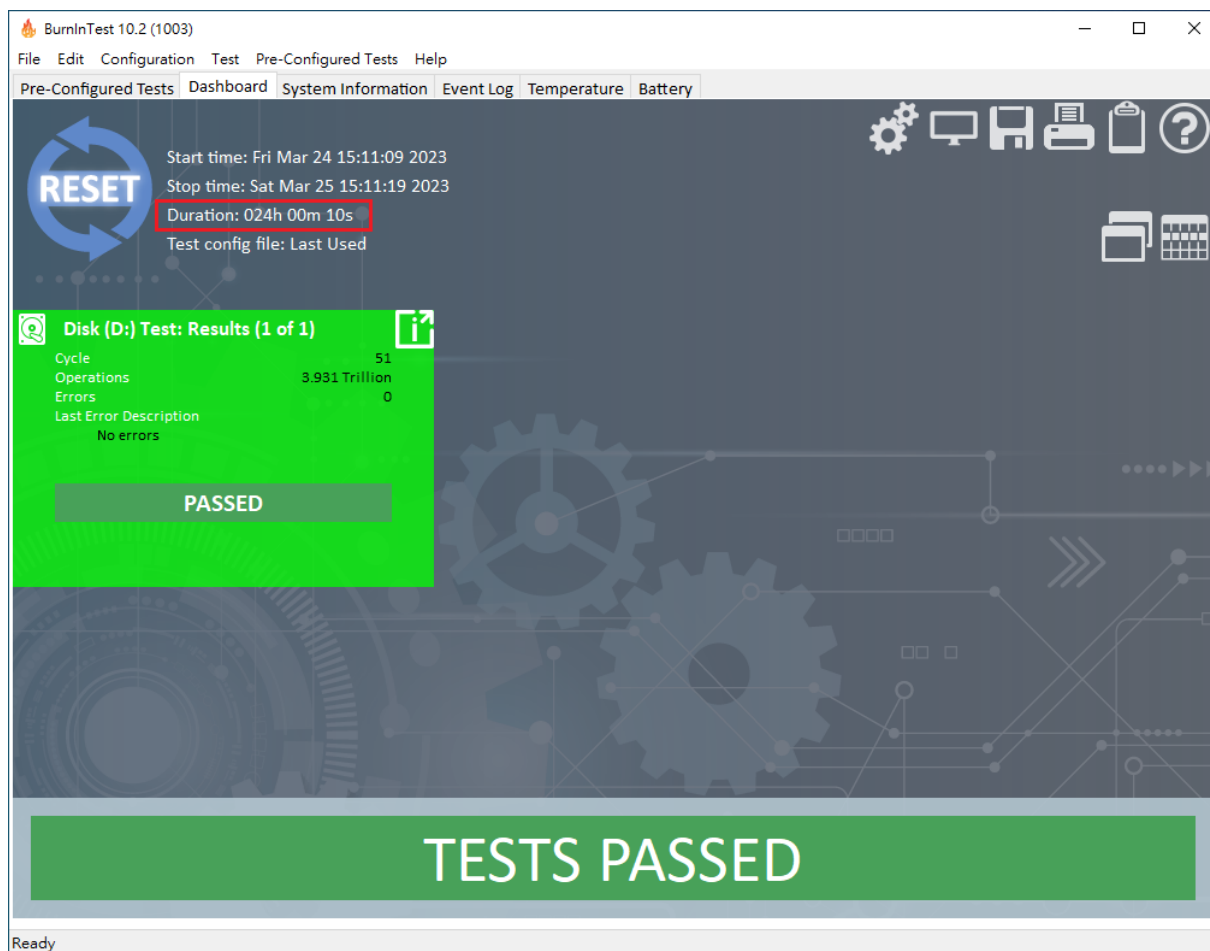 BurnInTest 10.2 (1003)
File Edit Configuration Test Pre-Configured Tests Help
Pre-Configured Tests Dashboard System Information Event Log Temperature Battery
RESET
Start time: Fri Mar 24 15:11:09 2023
Stop time: Sat Mar 25 15:11:19 2023
Duration: 024h 00m 10s
Test config file: Last Used
Disk (D:) Test: Results (1 of 1)
Cycle 51
Operations 3.931 Trillion
Errors 0
Last Error Description
No errors
PASSED
TESTS PASSED
Ready